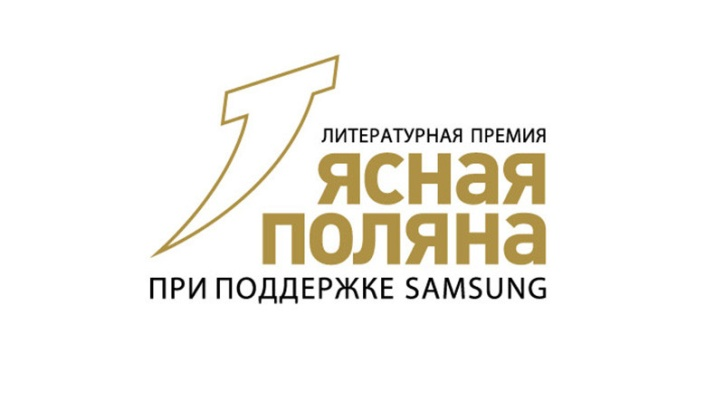 ЛИТЕРАТУРНАЯ ПРЕМИЯ
ясная
поляна
ПРИ ПОДДЕРЖКЕ SAMSUNG